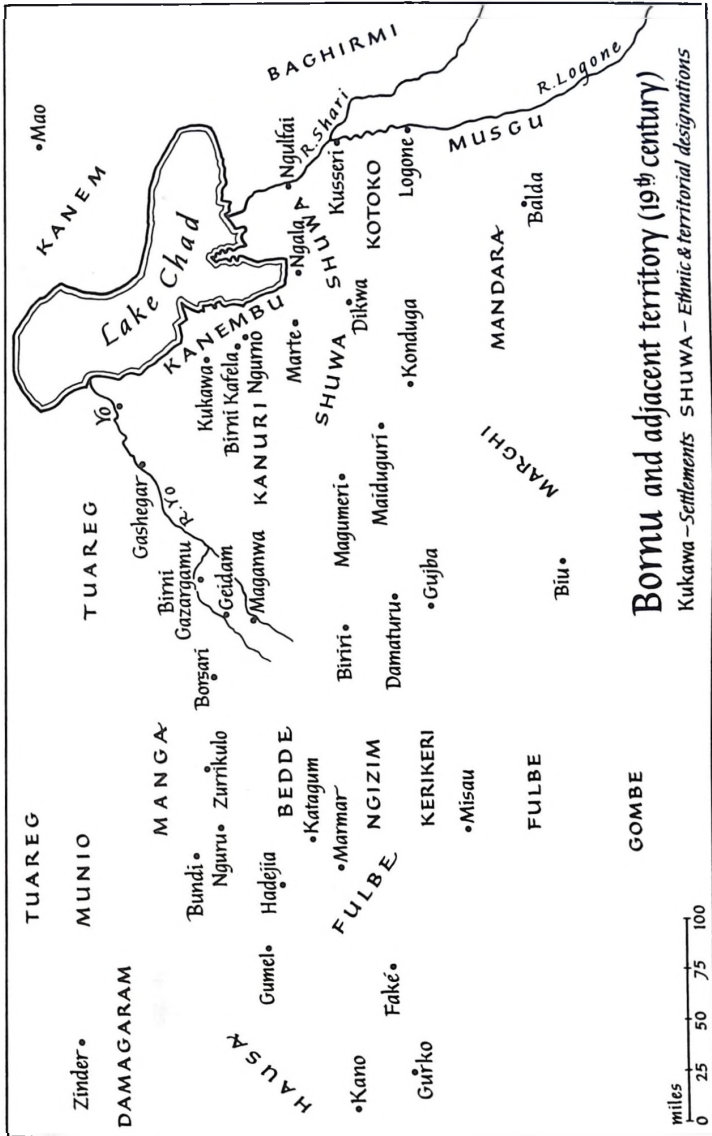 TUAREG
TUAREG
MUNIO
Zinder
DAMAGARAM
MANGA
Mao
KANEM
Lake Chad
BAGHIRMI
Yo
Gashegar
R. Yo
Birni
Gazargamu
Geidam
Maganwa
Borsari
Zurrikulo
Nguru
Bundi
KANEMBU
Kukawa
Birni Kafela
Ngurno
KANURI
Ngulfai
R. Shari
Ngala
SHUWA
Marte
SHUWA
Kusseri
KOTOKO
Logone
R. Logone
MUSGU
Dikwa
Konduga
Maiduguri
Magumeri
Biriri
Damaturu
Gujba
BEDDE
Katagum
Marmar
Hadejia
Gumel
HAUSA
Kano
FULBE
Faké
Gurko
NGIZIM
KERIKERI
Misau
MANDARA
Balda
MARGHI
Biu
FULBE
GOMBE
miles
0 25 50 75 100
Bornu and adjacent territory (19th century)
Kukawa – Settlements SHUWA – Ethnic & territorial designations